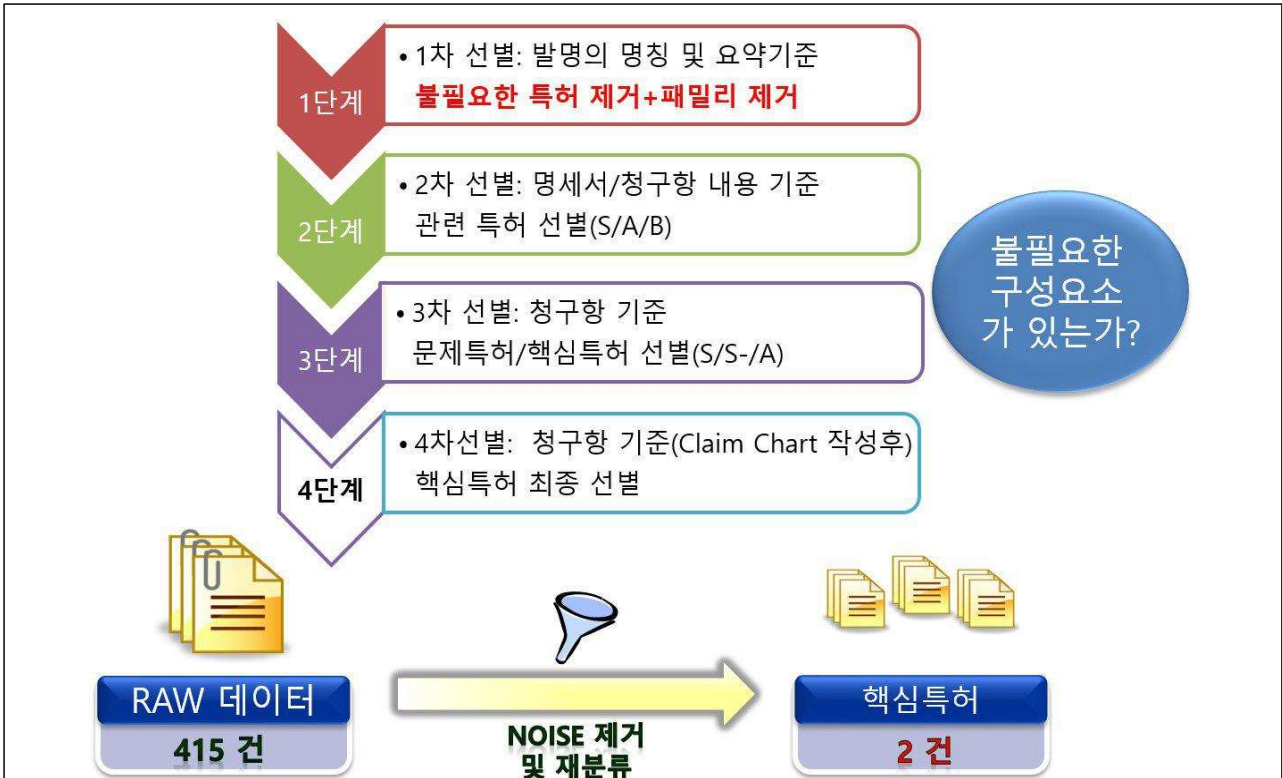 1단계
• 1차 선별: 발명의 명칭 및 요약기준
불필요한 특허 제거+패밀리 제거
2단계
• 2차 선별: 명세서/청구항 내용 기준
관련 특허 선별(S/A/B)
3단계
• 3차 선별: 청구항 기준
문제특허/핵심특허 선별(S/S-/A)
4단계
• 4차선별: 청구항 기준(Claim Chart 작성후)
핵심특허 최종 선별
불필요한
구성요소
가 있는가?
RAW 데이터
415 건
NOISE 제거
및 재분류
핵심특허
2 건